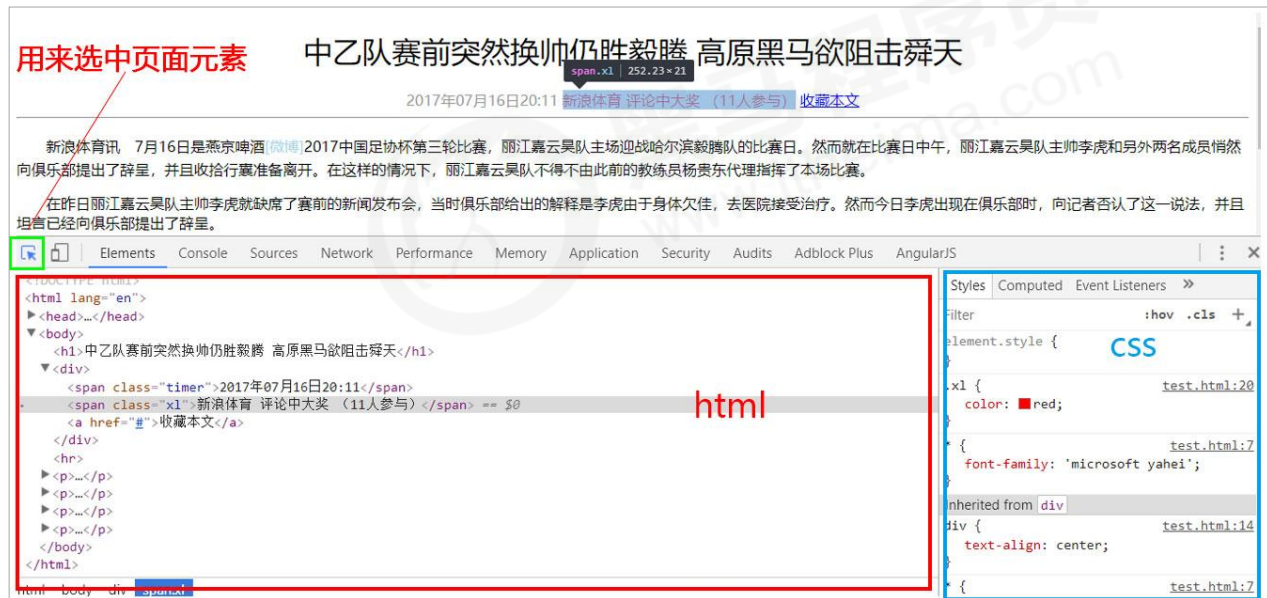 用来选中页面元素
中乙队赛前突然换帅仍胜毅腾 高原黑马欲阻击舜天
span.xl | 252.23×21
2017年07月16日20:11 新浪体育 评论中大奖 （11人参与） 收藏本文
新浪体育讯 7月16日是燕京啤酒[微博]2017中国足协杯第三轮比赛，丽江嘉云昊队主场迎战哈尔滨毅腾队的比赛日。然而就在比赛日中午，丽江嘉云昊队主帅李虎和另外两名成员悄然
向俱乐部提出了辞呈，并且收拾行囊准备离开。在这样的情况下，丽江嘉云昊队不得不由此前的教练员杨贵东代理指挥了本场比赛。
在昨日丽江嘉云昊队主帅李虎就缺席了赛前的新闻发布会，当时俱乐部给出的解释是李虎由于身体欠佳，去医院接受治疗。然而今日李虎出现在俱乐部时，向记者否认了这一说法，并且
坦言已经向俱乐部提出了辞呈。
黑马程序员
www.itheima.com
Elements Console Sources Network Performance Memory Application Security Audits Adblock Plus AngularJS
<!DOCTYPE html>
<html lang="en">
<head>…</head>
<body>
<h1>中乙队赛前突然换帅仍胜毅腾 高原黑马欲阻击舜天</h1>
<div>
<span class="timer">2017年07月16日20:11</span>
<span class="xl">新浪体育 评论中大奖 （11人参与）</span> == $0
<a href="#">收藏本文</a>
</div>
<hr>
<p>…</p>
<p>…</p>
<p>…</p>
<p>…</p>
</body>
</html>
html
html body div span.xl
Styles Computed Event Listeners »
Filter :hov .cls +
element.style {
}
css
.xl { test.html:20
color: red;
}
* { test.html:7
font-family: 'microsoft yahei';
}
Inherited from div
div { test.html:14
text-align: center;
}
* { test.html:7